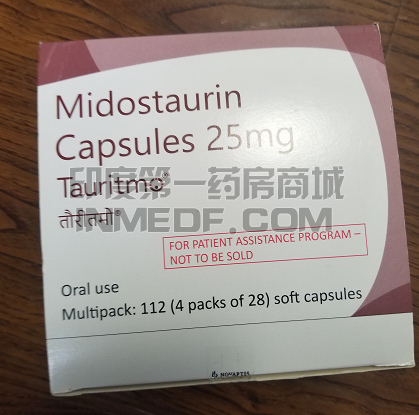 Midostaurin
Capsules 25mg
Tauritmo®
तौरीतमो®
印度第一药房商城
INMEDF.COM
FOR PATIENT ASSISTANCE PROGRAM –
NOT TO BE SOLD
Oral use
Multipack: 112 (4 packs of 28) soft capsules
NOVARTIS